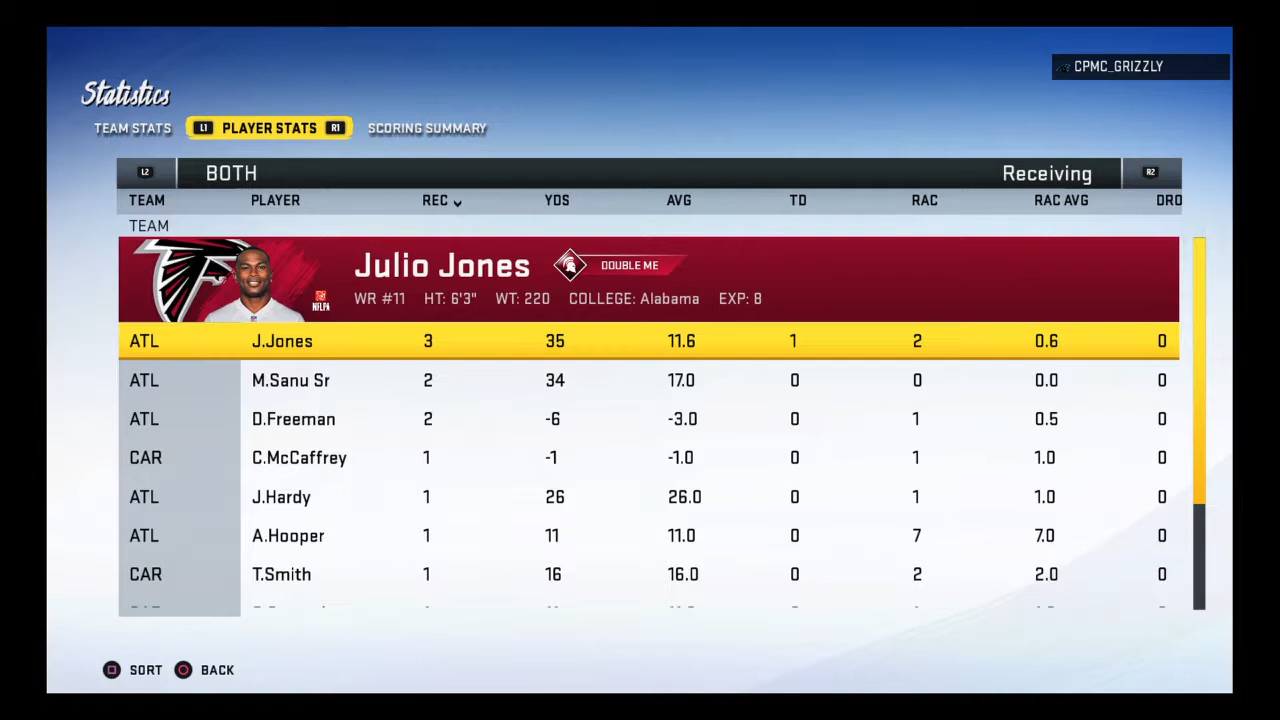 CPMC_GRIZZLY
Statistics
TEAM STATS L1 PLAYER STATS R1 SCORING SUMMARY
L2 BOTH Receiving R2
TEAM PLAYER REC YDS AVG TD RAC RAC AVG DRO
TEAM
Julio Jones DOUBLE ME
WR #11 HT: 6'3" WT: 220 COLLEGE: Alabama EXP: 8
NFLPA
ATL J.Jones 3 35 11.6 1 2 0.6 0
ATL M.Sanu Sr 2 34 17.0 0 0 0.0 0
ATL D.Freeman 2 -6 -3.0 0 1 0.5 0
CAR C.McCaffrey 1 -1 -1.0 0 1 1.0 0
ATL J.Hardy 1 26 26.0 0 1 1.0 0
ATL A.Hooper 1 11 11.0 0 7 7.0 0
CAR T.Smith 1 16 16.0 0 2 2.0 0
SORT BACK